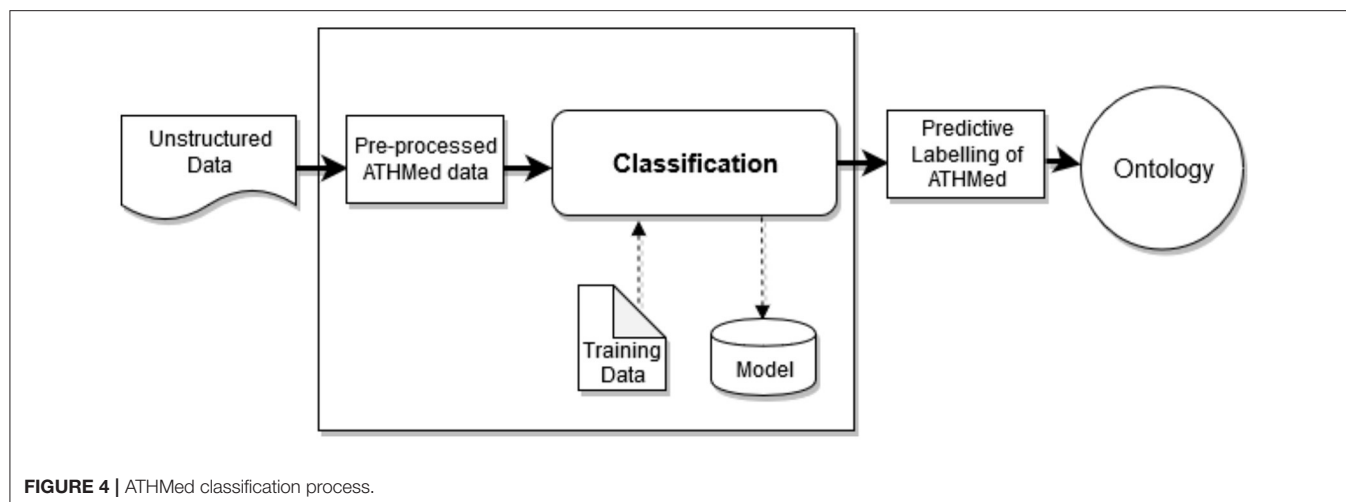 Unstructured
Data
Pre-processed
ATHMed data
Classification
Predictive
Labelling of
ATHMed
Ontology
Training
Data
Model
FIGURE 4 | ATHMed classification process.